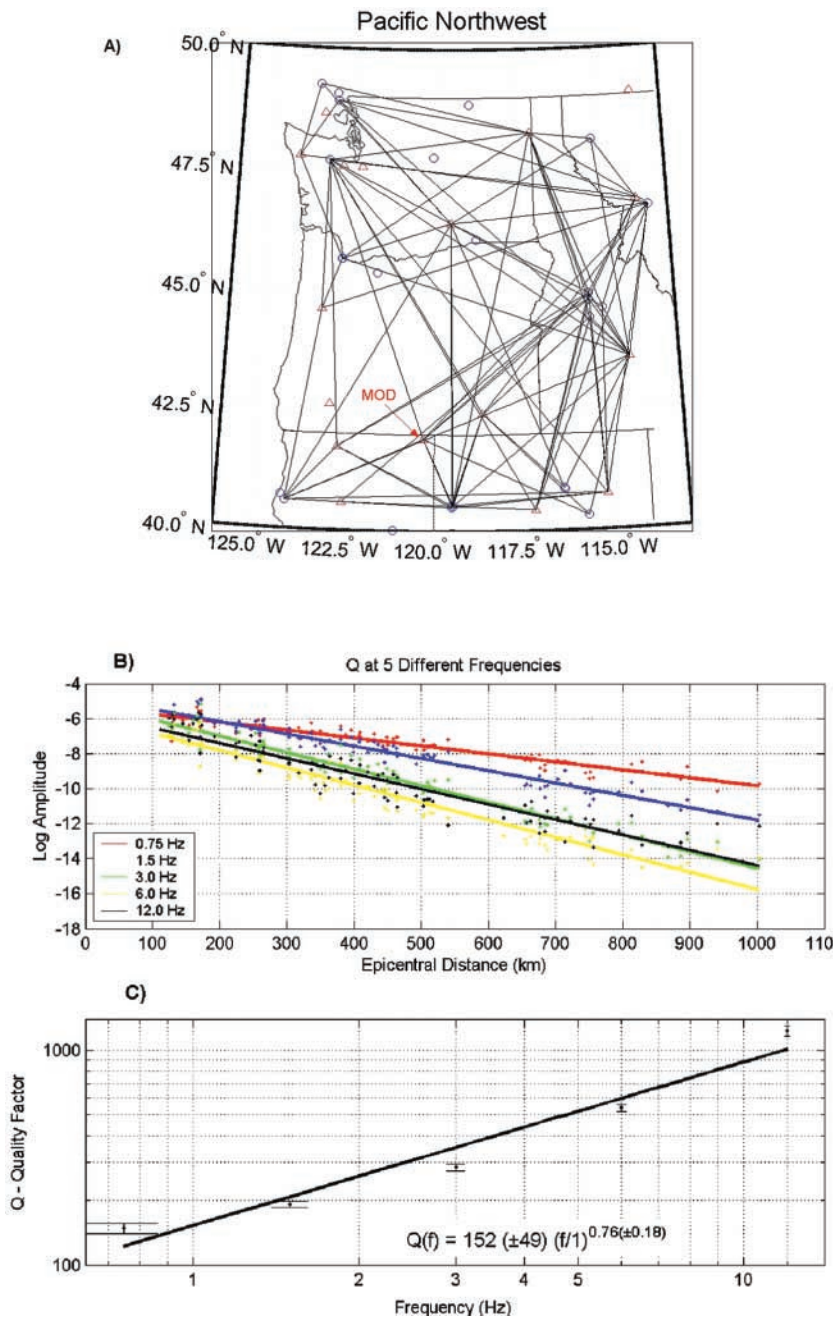 Pacific Northwest
A)
50.0° N
47.5° N
45.0° N
42.5° N
40.0° N
MOD
125.0° W 122.5° W 120.0° W 117.5° W 115.0° W
B)
Q at 5 Different Frequencies
Log Amplitude
-4
-6
-8
-10
-12
-14
-16
-18
0.75 Hz
1.5 Hz
3.0 Hz
6.0 Hz
12.0 Hz
0 100 200 300 400 500 600 700 800 900 1000 110
Epicentral Distance (km)
C)
Q - Quality Factor
1000
100
Q(f) = 152 (±49) (f/1)^0.76(±0.18)
1 2 3 4 5 10
Frequency (Hz)